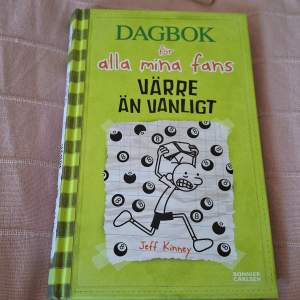 DAGBOK
för
alla mina fans
VÄRRE
ÄN VANLIGT
Jeff Kinney
BONNIER
CARLSEN